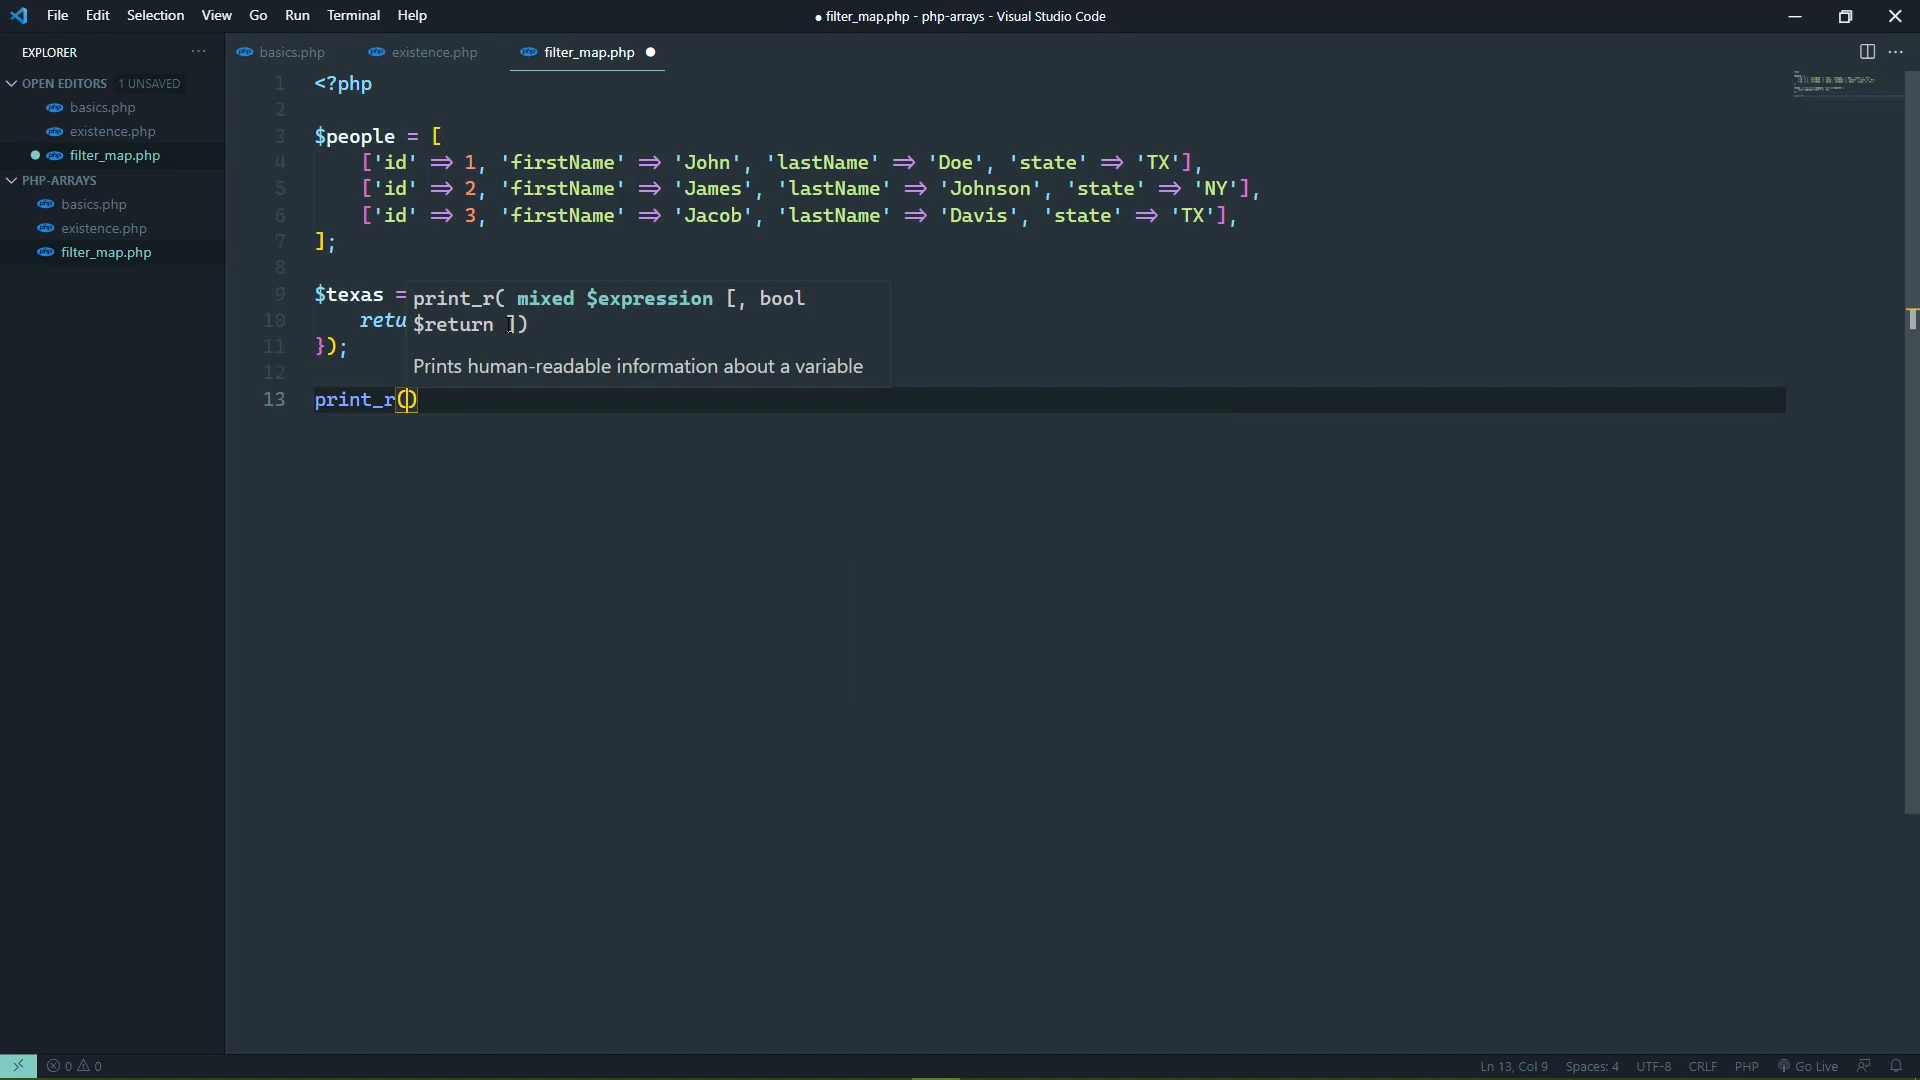 File Edit Selection View Go Run Terminal Help
● filter_map.php - php-arrays - Visual Studio Code
EXPLORER ···
basics.php existence.php filter_map.php ●
OPEN EDITORS 1 UNSAVED
basics.php
existence.php
● filter_map.php
PHP-ARRAYS
basics.php
existence.php
filter_map.php
1 <?php
2
3 $people = [
4 ['id' => 1, 'firstName' => 'John', 'lastName' => 'Doe', 'state' => 'TX'],
5 ['id' => 2, 'firstName' => 'James', 'lastName' => 'Johnson', 'state' => 'NY'],
6 ['id' => 3, 'firstName' => 'Jacob', 'lastName' => 'Davis', 'state' => 'TX'],
7 ];
8
9 $texas =
10 retu
11 });
12
13 print_r()
print_r( mixed $expression [, bool
$return ])
Prints human-readable information about a variable
0 0
Ln 13, Col 9 Spaces: 4 UTF-8 CRLF PHP Go Live